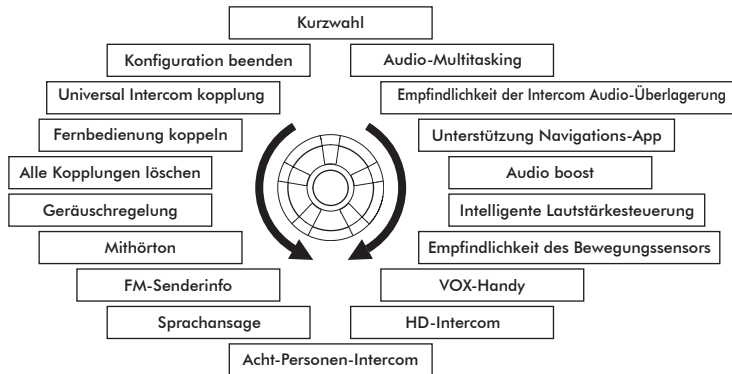 Kurzwahl
Konfiguration beenden
Audio-Multitasking
Universal Intercom kopplung
Empfindlichkeit der Intercom Audio-Überlagerung
Fernbedienung koppeln
Unterstützung Navigations-App
Alle Kopplungen löschen
Audio boost
Geräuschregelung
Intelligente Lautstärkesteuerung
Mithörton
Empfindlichkeit des Bewegungssensors
FM-Senderinfo
VOX-Handy
Sprachansage
HD-Intercom
Acht-Personen-Intercom